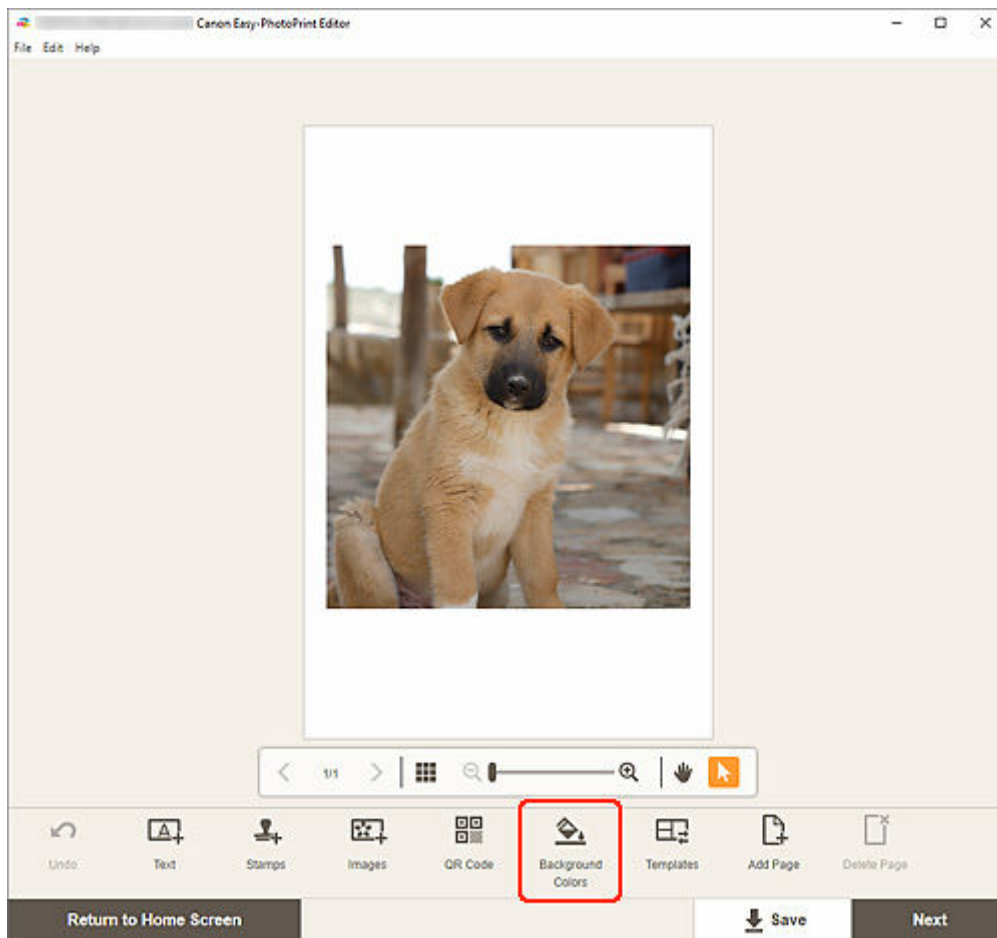 Canon Easy-PhotoPrint Editor
File Edit Help
1/1
Undo Text Stamps Images QR Code Background Colors Templates Add Page Delete Page
Return to Home Screen Save Next